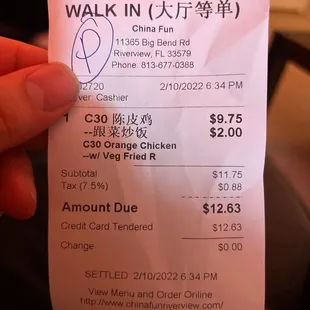 WALK IN (大厅等单)
P
China Fun
11365 Big Bend Rd
Riverview, FL 33579
Phone: 813-677-0388
2/10/2022 6:34 PM
Cashier
1 C30 陈皮鸡 $9.75
--跟菜炒饭 $2.00
C30 Orange Chicken
--w/ Veg Fried R
Subtotal $11.75
Tax (7.5%) $0.88
Amount Due $12.63
Credit Card Tendered $12.63
Change $0.00
SETTLED 2/10/2022 6:34 PM
View Menu and Order Online
http://www.chinafunriverview.com/